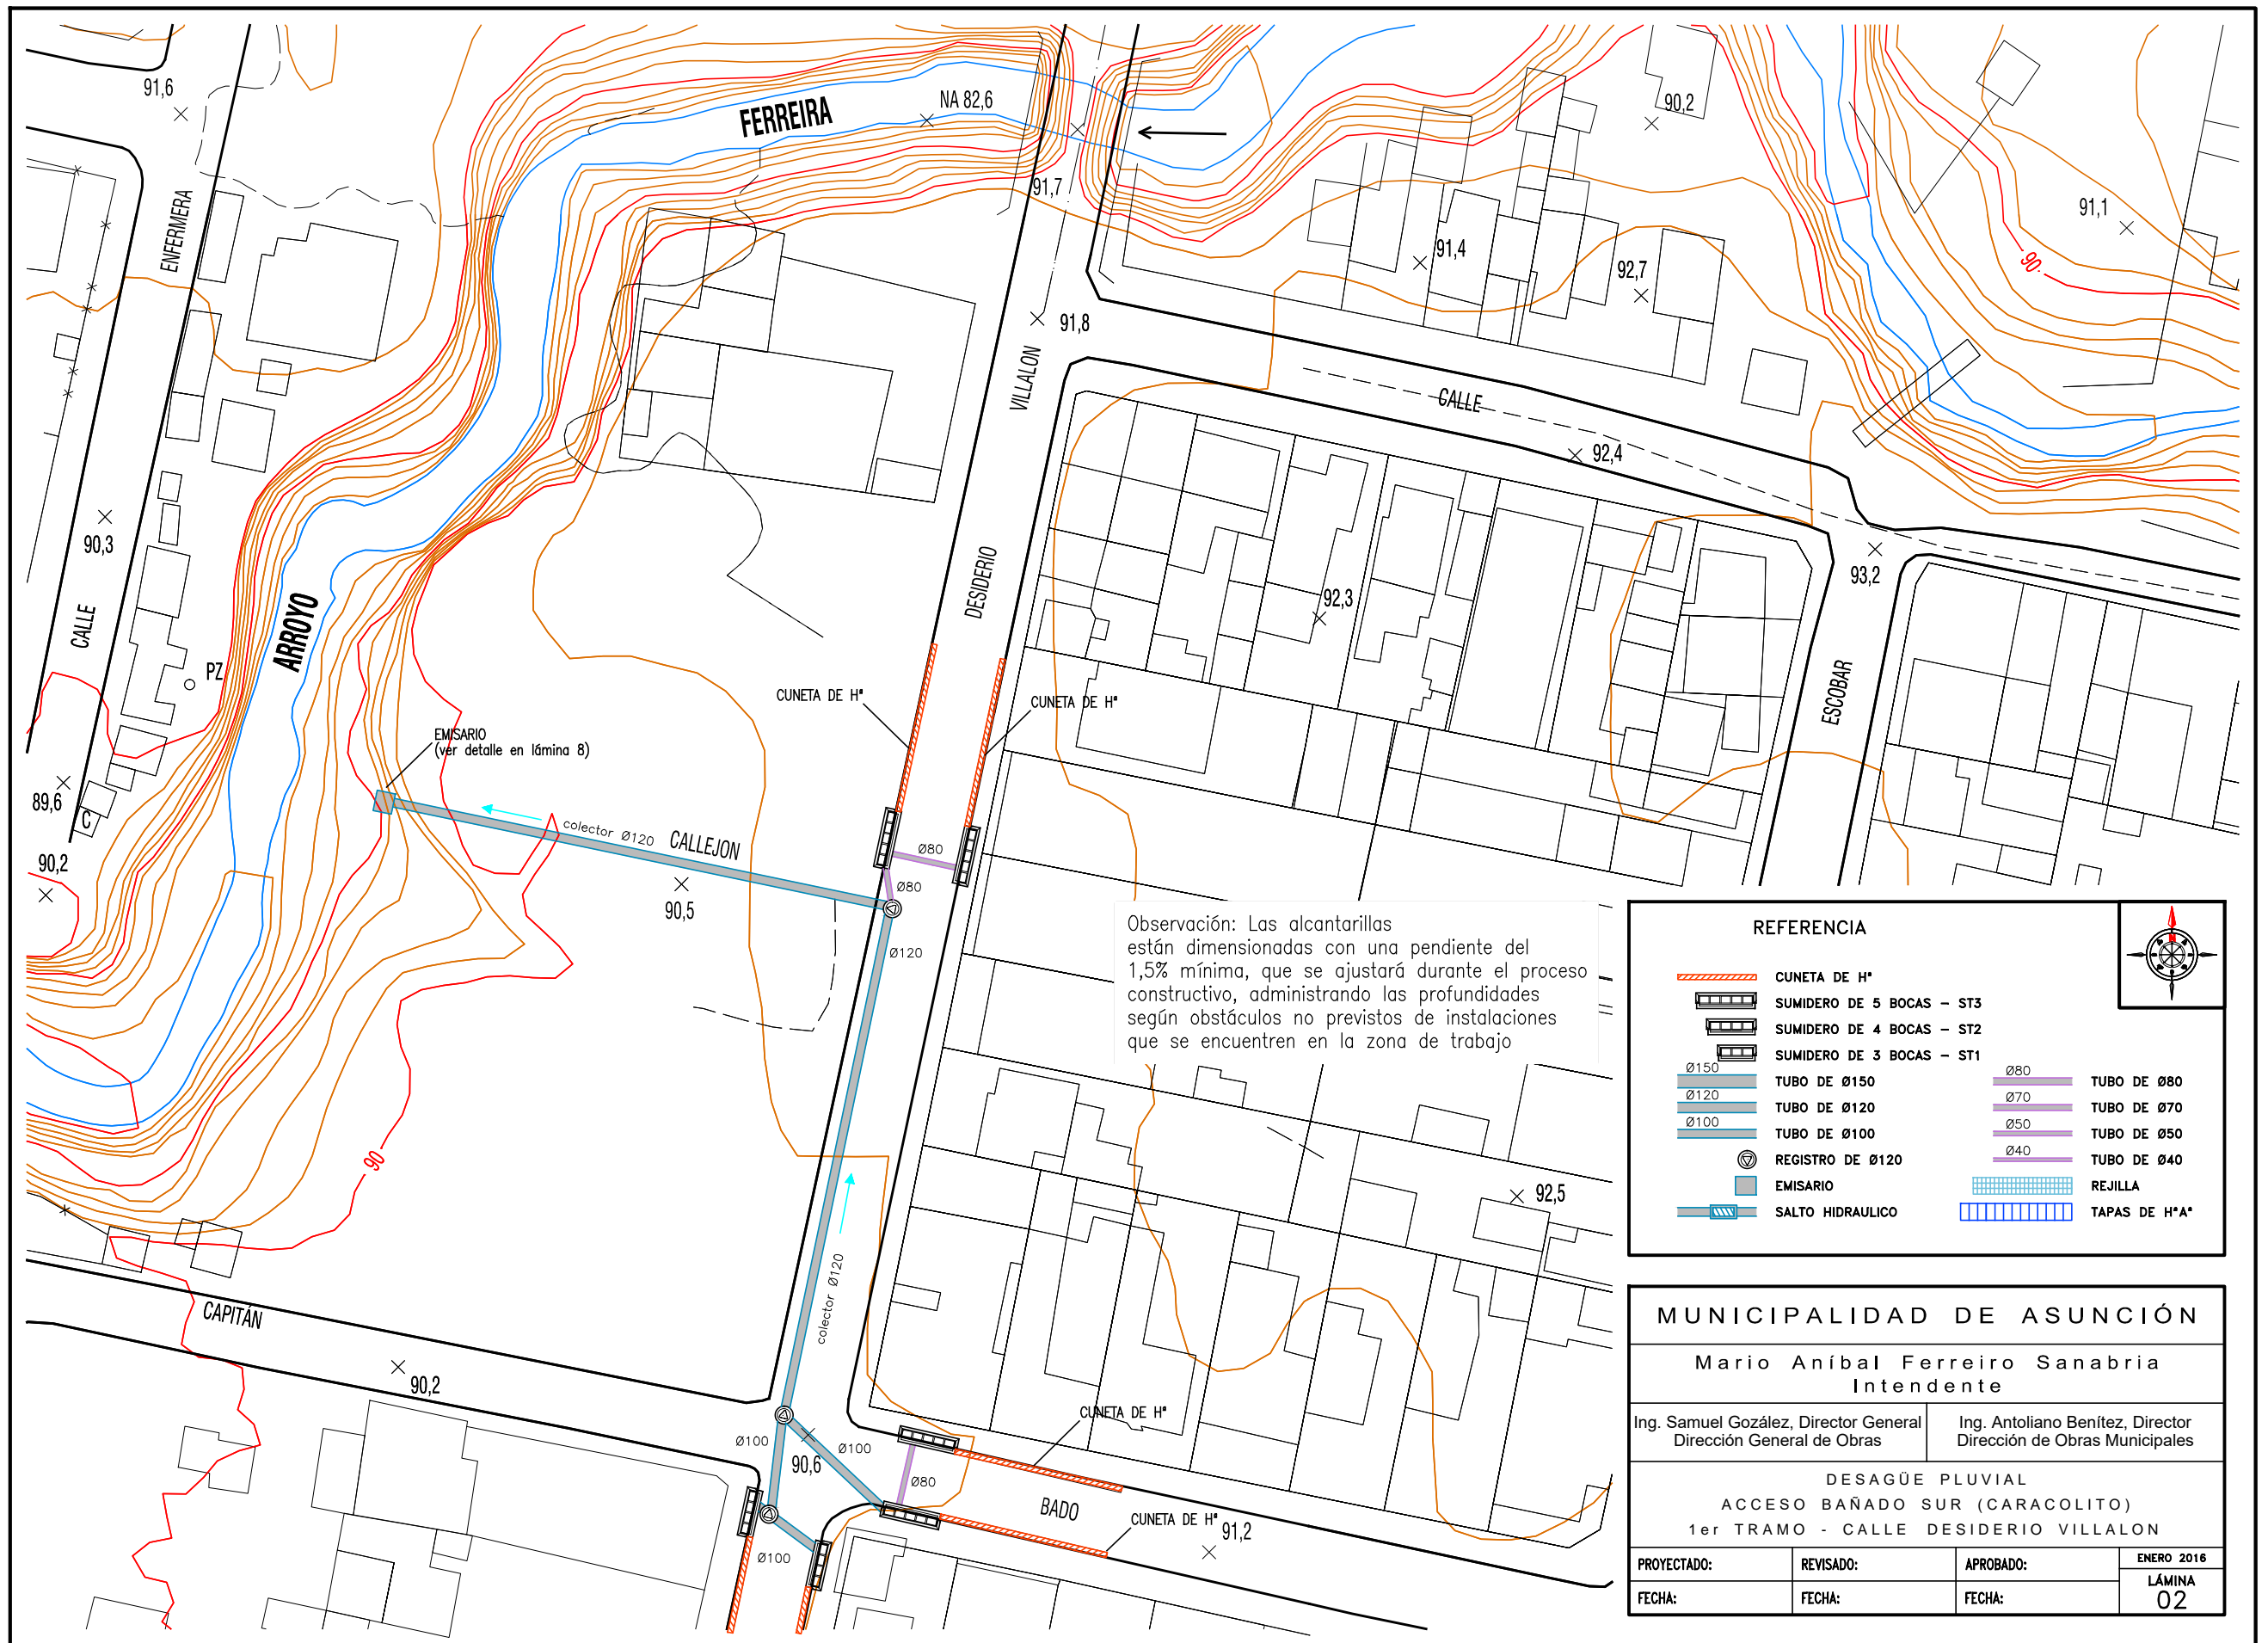 91,6
FERREIRA
NA 82,6
90,2
91,7
91,1
ENFERMERA
91,4
92,7
90
91,8
VILLALON
CALLE
92,4
90,3
93,2
DESIDERIO
92,3
CALLE
ARROYO
PZ
ESCOBAR
CUNETA DE Hº
CUNETA DE Hº
EMISARIO
(ver detalle en lámina 8)
89,6
C
colector Ø120
CALLEJON
Ø80
90,2
Ø80
90,5
Ø120
Observación: Las alcantarillas
están dimensionadas con una pendiente del
1,5% mínima, que se ajustará durante el proceso
constructivo, administrando las profundidades
según obstáculos no previstos de instalaciones
que se encuentren en la zona de trabajo
90
92,5
colector Ø120
CAPITÁN
90,2
CUNETA DE Hº
Ø100
Ø100
90,6
Ø80
BADO
CUNETA DE Hº
91,2
Ø100
REFERENCIA
CUNETA DE Hº
SUMIDERO DE 5 BOCAS - ST3
SUMIDERO DE 4 BOCAS - ST2
SUMIDERO DE 3 BOCAS - ST1
Ø150 TUBO DE Ø150
Ø80 TUBO DE Ø80
Ø120 TUBO DE Ø120
Ø70 TUBO DE Ø70
Ø100 TUBO DE Ø100
Ø50 TUBO DE Ø50
REGISTRO DE Ø120
Ø40 TUBO DE Ø40
EMISARIO
REJILLA
SALTO HIDRAULICO
TAPAS DE HºAº
MUNICIPALIDAD DE ASUNCIÓN
Mario Aníbal Ferreiro Sanabria
Intendente
Ing. Samuel Gozález, Director General
Dirección General de Obras
Ing. Antoliano Benítez, Director
Dirección de Obras Municipales
DESAGÜE PLUVIAL
ACCESO BAÑADO SUR (CARACOLITO)
1er TRAMO - CALLE DESIDERIO VILLALON
PROYECTADO:
REVISADO:
APROBADO:
ENERO 2016
FECHA:
FECHA:
FECHA:
LÁMINA
02